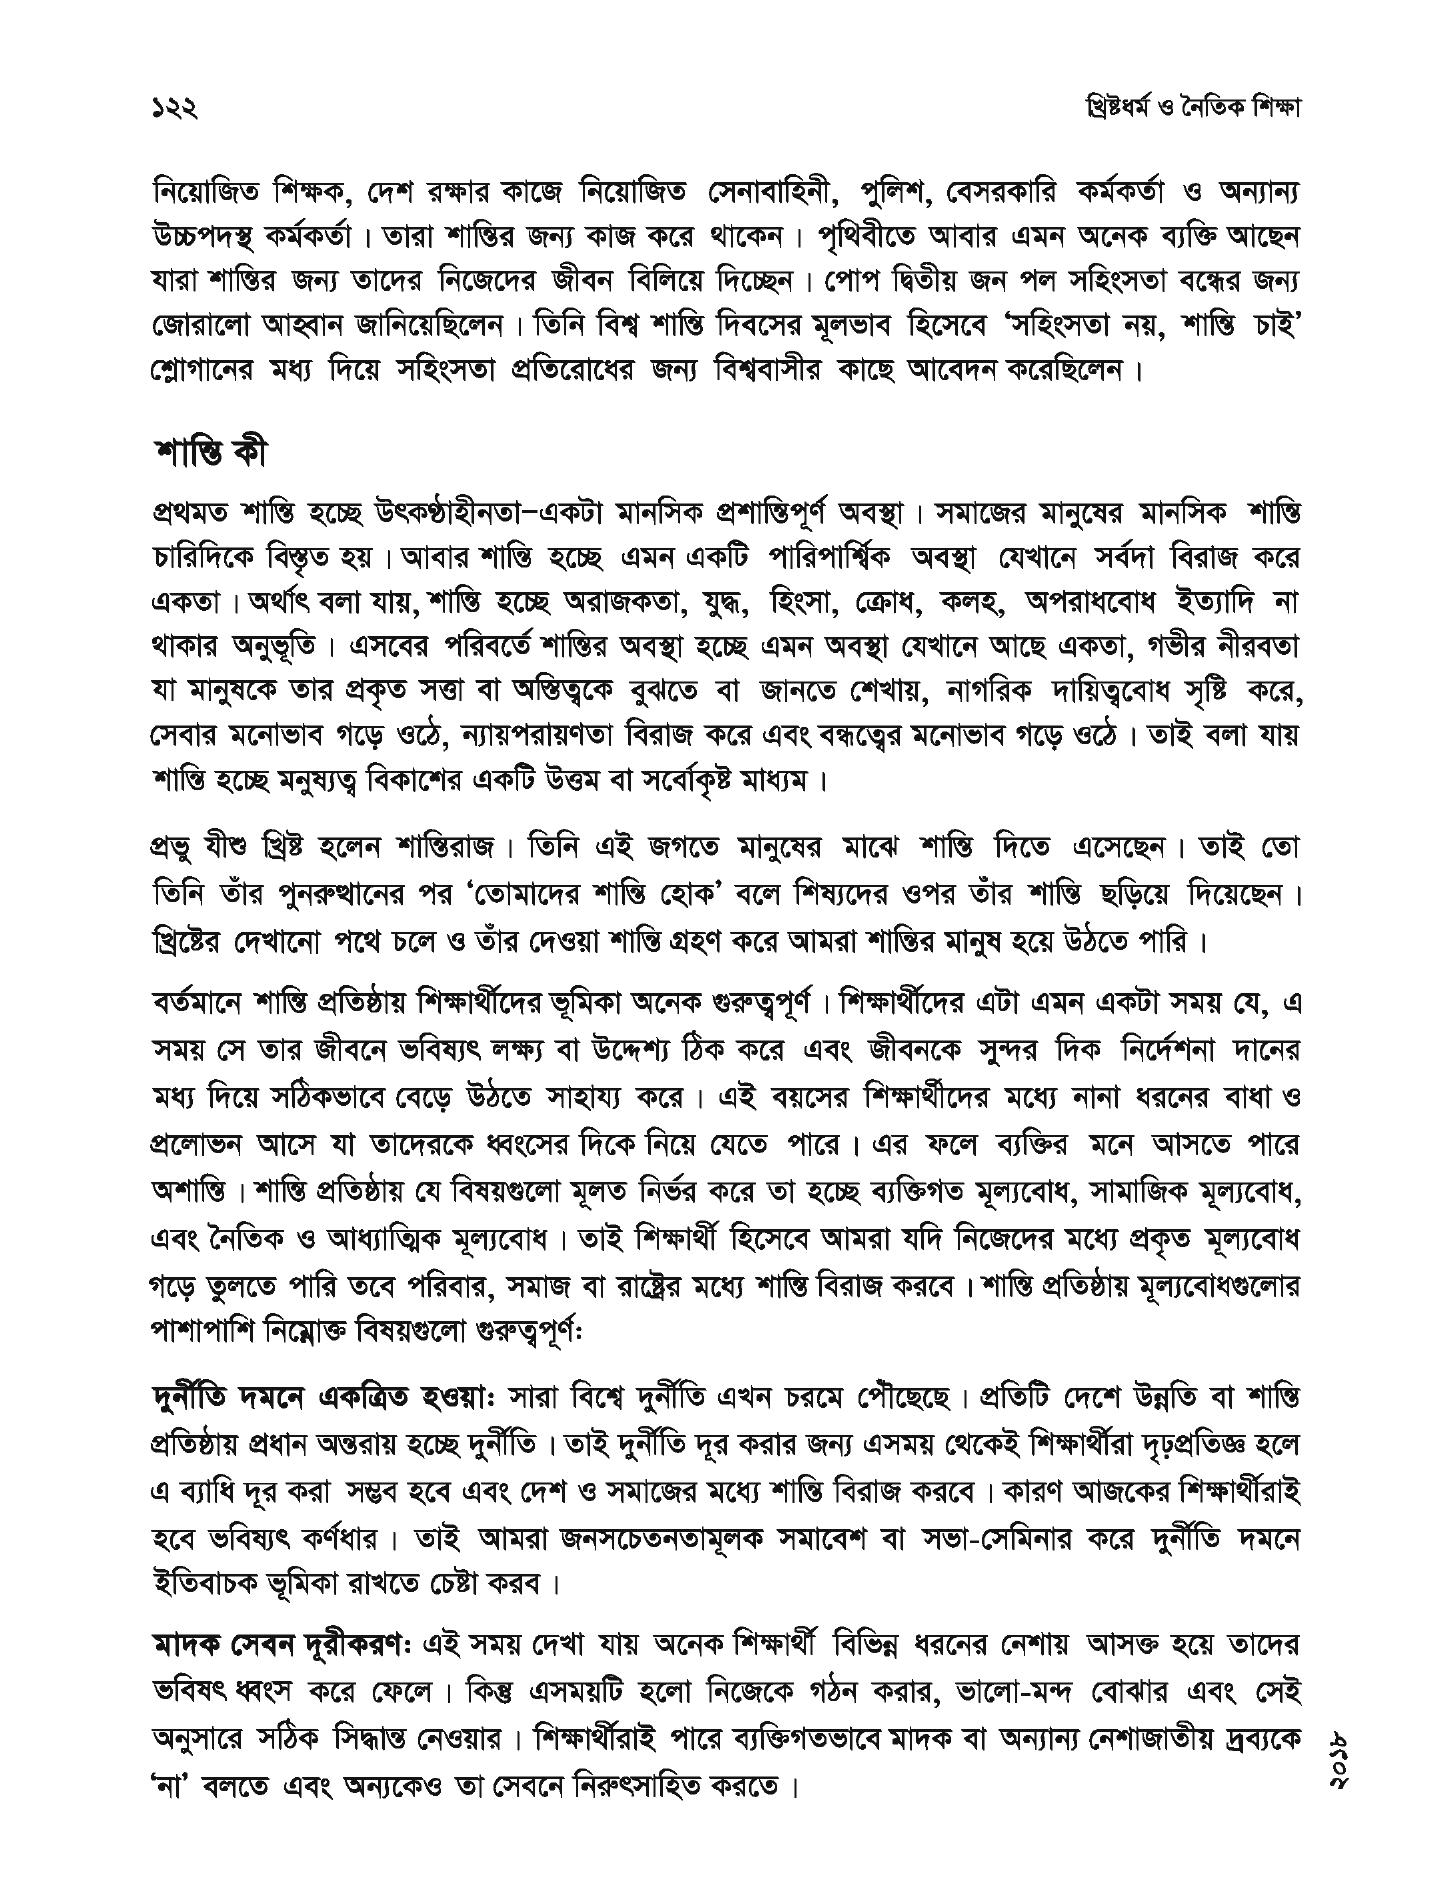 ১২২
খ্রিষ্টধর্ম ও নৈতিক শিক্ষা
নিয়োজিত শিক্ষক, দেশ রক্ষার কাজে নিয়োজিত সেনাবাহিনী, পুলিশ, বেসরকারি কর্মকর্তা ও অন্যান্য
উচ্চপদস্থ কর্মকর্তা। তারা শান্তির জন্য কাজ করে থাকেন। পৃথিবীতে আবার এমন অনেক ব্যক্তি আছেন
যারা শান্তির জন্য তাদের নিজেদের জীবন বিলিয়ে দিচ্ছেন। পোপ দ্বিতীয় জন পল সহিংসতা বন্ধের জন্য
জোরালো আহ্বান জানিয়েছিলেন। তিনি বিশ্ব শান্তি দিবসের মূলভাব হিসেবে ‘সহিংসতা নয়, শান্তি চাই’
শ্লোগানের মধ্য দিয়ে সহিংসতা প্রতিরোধের জন্য বিশ্ববাসীর কাছে আবেদন করেছিলেন।
শান্তি কী
প্রথমত শান্তি হচ্ছে উৎকণ্ঠাহীনতা–একটা মানসিক প্রশান্তিপূর্ণ অবস্থা। সমাজের মানুষের মানসিক শান্তি
চারিদিকে বিস্তৃত হয়। আবার শান্তি হচ্ছে এমন একটি পারিপার্শ্বিক অবস্থা যেখানে সর্বদা বিরাজ করে
একতা। অর্থাৎ বলা যায়, শান্তি হচ্ছে অরাজকতা, যুদ্ধ, হিংসা, ক্রোধ, কলহ, অপরাধবোধ ইত্যাদি না
থাকার অনুভূতি। এসবের পরিবর্তে শান্তির অবস্থা হচ্ছে এমন অবস্থা যেখানে আছে একতা, গভীর নীরবতা
যা মানুষকে তার প্রকৃত সত্তা বা অস্তিত্বকে বুঝতে বা জানতে শেখায়, নাগরিক দায়িত্ববোধ সৃষ্টি করে,
সেবার মনোভাব গড়ে ওঠে, ন্যায়পরায়ণতা বিরাজ করে এবং বন্ধত্বের মনোভাব গড়ে ওঠে। তাই বলা যায়
শান্তি হচ্ছে মনুষ্যত্ব বিকাশের একটি উত্তম বা সর্বোকৃষ্ট মাধ্যম।
প্রভু যীশু খ্রিষ্ট হলেন শান্তিরাজ। তিনি এই জগতে মানুষের মাঝে শান্তি দিতে এসেছেন। তাই তো
তিনি তাঁর পুনরুত্থানের পর ‘তোমাদের শান্তি হোক’ বলে শিষ্যদের ওপর তাঁর শান্তি ছড়িয়ে দিয়েছেন।
খ্রিষ্টের দেখানো পথে চলে ও তাঁর দেওয়া শান্তি গ্রহণ করে আমরা শান্তির মানুষ হয়ে উঠতে পারি।
বর্তমানে শান্তি প্রতিষ্ঠায় শিক্ষার্থীদের ভূমিকা অনেক গুরুত্বপূর্ণ। শিক্ষার্থীদের এটা এমন একটা সময় যে, এ
সময় সে তার জীবনে ভবিষ্যৎ লক্ষ্য বা উদ্দেশ্য ঠিক করে এবং জীবনকে সুন্দর দিক নির্দেশনা দানের
মধ্য দিয়ে সঠিকভাবে বেড়ে উঠতে সাহায্য করে। এই বয়সের শিক্ষার্থীদের মধ্যে নানা ধরনের বাধা ও
প্রলোভন আসে যা তাদেরকে ধ্বংসের দিকে নিয়ে যেতে পারে। এর ফলে ব্যক্তির মনে আসতে পারে
অশান্তি। শান্তি প্রতিষ্ঠায় যে বিষয়গুলো মূলত নির্ভর করে তা হচ্ছে ব্যক্তিগত মূল্যবোধ, সামাজিক মূল্যবোধ,
এবং নৈতিক ও আধ্যাত্মিক মূল্যবোধ। তাই শিক্ষার্থী হিসেবে আমরা যদি নিজেদের মধ্যে প্রকৃত মূল্যবোধ
গড়ে তুলতে পারি তবে পরিবার, সমাজ বা রাষ্ট্রের মধ্যে শান্তি বিরাজ করবে। শান্তি প্রতিষ্ঠায় মূল্যবোধগুলোর
পাশাপাশি নিম্নোক্ত বিষয়গুলো গুরুত্বপূর্ণ:
দুর্নীতি দমনে একত্রিত হওয়া: সারা বিশ্বে দুর্নীতি এখন চরমে পৌঁছেছে। প্রতিটি দেশে উন্নতি বা শান্তি
প্রতিষ্ঠায় প্রধান অন্তরায় হচ্ছে দুর্নীতি। তাই দুর্নীতি দূর করার জন্য এসময় থেকেই শিক্ষার্থীরা দৃঢ়প্রতিজ্ঞ হলে
এ ব্যাধি দূর করা সম্ভব হবে এবং দেশ ও সমাজের মধ্যে শান্তি বিরাজ করবে। কারণ আজকের শিক্ষার্থীরাই
হবে ভবিষ্যৎ কর্ণধার। তাই আমরা জনসচেতনতামূলক সমাবেশ বা সভা-সেমিনার করে দুর্নীতি দমনে
ইতিবাচক ভূমিকা রাখতে চেষ্টা করব।
মাদক সেবন দূরীকরণ: এই সময় দেখা যায় অনেক শিক্ষার্থী বিভিন্ন ধরনের নেশায় আসক্ত হয়ে তাদের
ভবিষৎ ধ্বংস করে ফেলে। কিন্তু এসময়টি হলো নিজেকে গঠন করার, ভালো-মন্দ বোঝার এবং সেই
অনুসারে সঠিক সিদ্ধান্ত নেওয়ার। শিক্ষার্থীরাই পারে ব্যক্তিগতভাবে মাদক বা অন্যান্য নেশাজাতীয় দ্রব্যকে
‘না’ বলতে এবং অন্যকেও তা সেবনে নিরুৎসাহিত করতে।
২০১৮